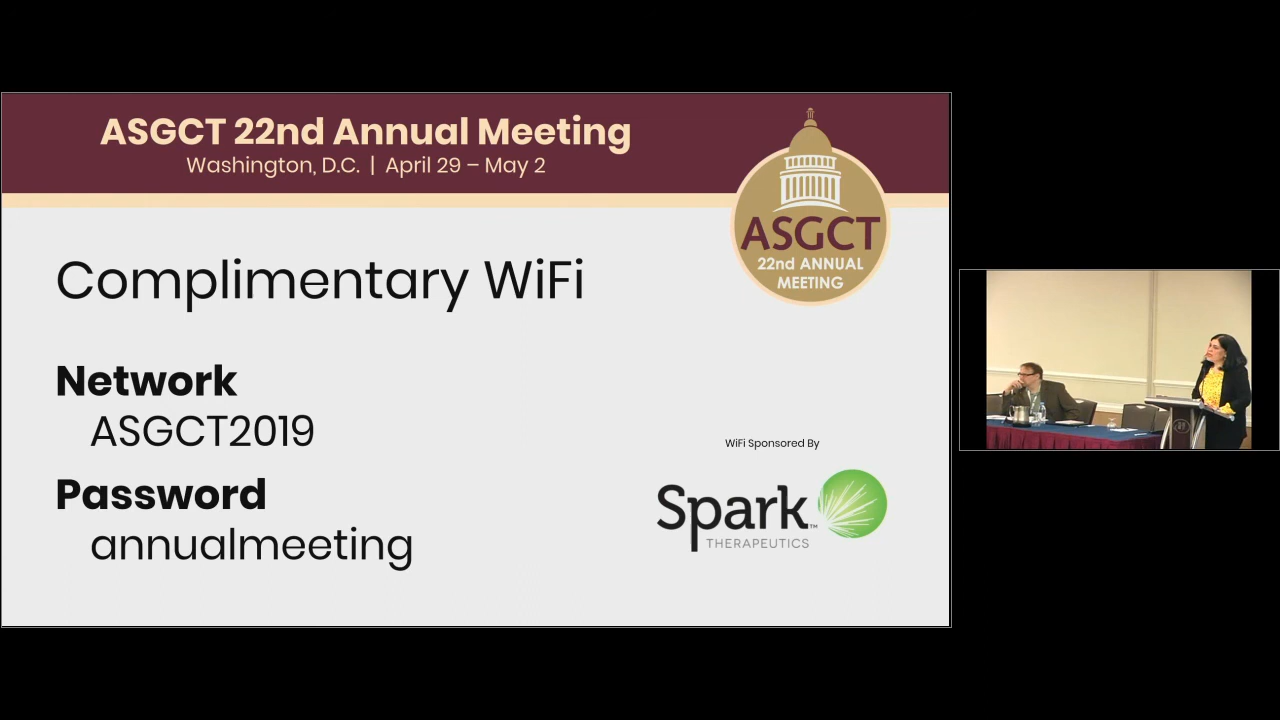 ASGCT 22nd Annual Meeting
Washington, D.C. | April 29 – May 2
ASGCT
22nd ANNUAL
MEETING
Complimentary WiFi
Network
ASGCT2019
Password
annualmeeting
WiFi Sponsored By
Spark™
THERAPEUTICS